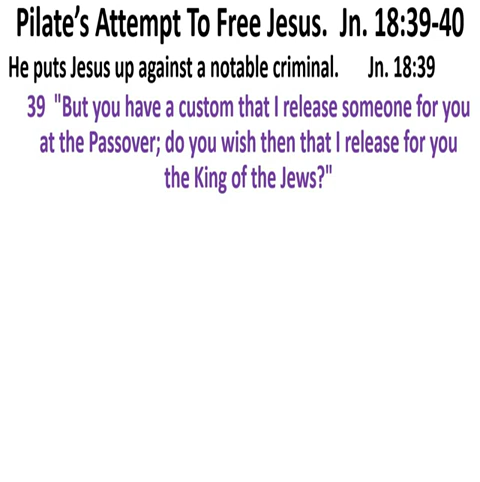 Pilate’s Attempt To Free Jesus.  Jn. 18:39-40
He puts Jesus up against a notable criminal.     Jn. 18:39
39  "But you have a custom that I release someone for you
at the Passover; do you wish then that I release for you
the King of the Jews?"